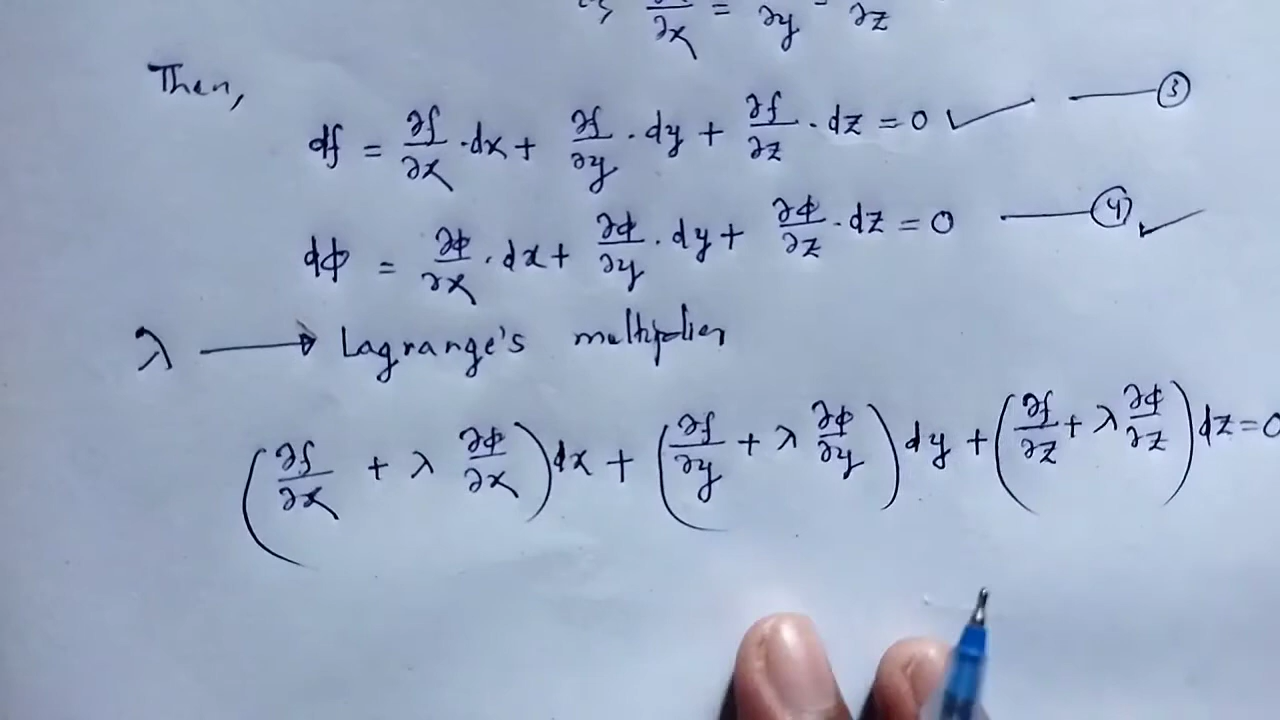 ∂x = ∂y = ∂z
Then,
df = ∂f/∂x · dx + ∂f/∂y · dy + ∂f/∂z · dz = 0 ✓ —— ③
dφ = ∂φ/∂x · dx + ∂φ/∂y · dy + ∂φ/∂z · dz = 0 —— ④ ✓
λ ⟶ Lagrange's multiplier
(∂f/∂x + λ ∂φ/∂x) dx + (∂f/∂y + λ ∂φ/∂y) dy + (∂f/∂z + λ ∂φ/∂z) dz = 0